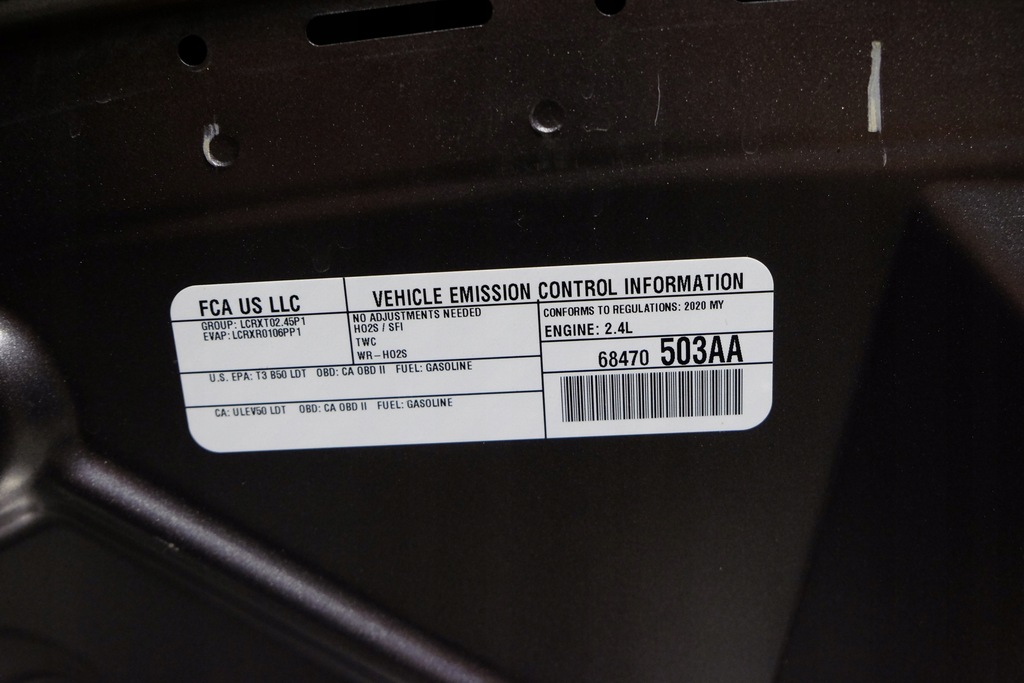 FCA US LLC
GROUP: LCRXT02.45P1
EVAP: LCRXR0106PP1
VEHICLE EMISSION CONTROL INFORMATION
NO ADJUSTMENTS NEEDED
HO2S / SFI
TWC
WR-HO2S
CONFORMS TO REGULATIONS: 2020 MY
ENGINE: 2.4L
68470 503AA
U.S. EPA: T3 B50 LDT OBD: CA OBD II FUEL: GASOLINE
CA: ULEV50 LDT OBD: CA OBD II FUEL: GASOLINE